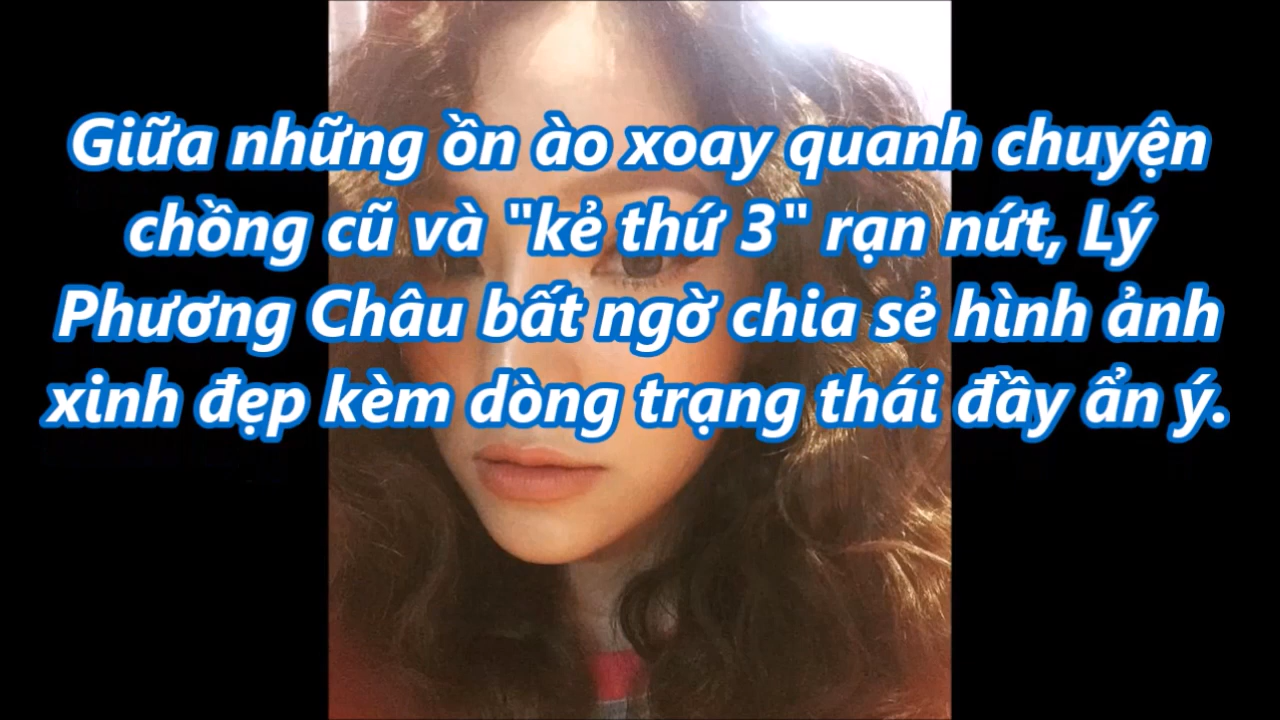 Giữa những ồn ào xoay quanh chuyện
chồng cũ và "kẻ thứ 3" rạn nứt, Lý
Phương Châu bất ngờ chia sẻ hình ảnh
xinh đẹp kèm dòng trạng thái đầy ẩn ý.